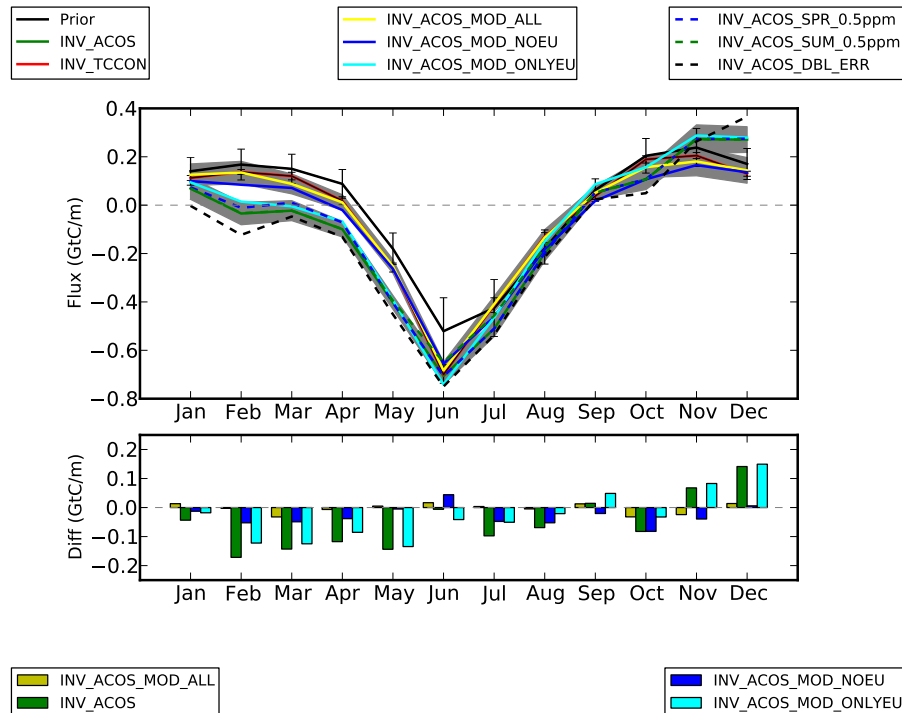 Prior
INV_ACOS
INV_TCCON
INV_ACOS_MOD_ALL
INV_ACOS_MOD_NOEU
INV_ACOS_MOD_ONLYEU
INV_ACOS_SPR_0.5ppm
INV_ACOS_SUM_0.5ppm
INV_ACOS_DBL_ERR
Flux (GtC/m)
0.4
0.2
0.0
−0.2
−0.4
−0.6
−0.8
Jan Feb Mar Apr May Jun Jul Aug Sep Oct Nov Dec
Diff (GtC/m)
0.2
0.1
0.0
−0.1
−0.2
Jan Feb Mar Apr May Jun Jul Aug Sep Oct Nov Dec
INV_ACOS_MOD_ALL
INV_ACOS
INV_ACOS_MOD_NOEU
INV_ACOS_MOD_ONLYEU